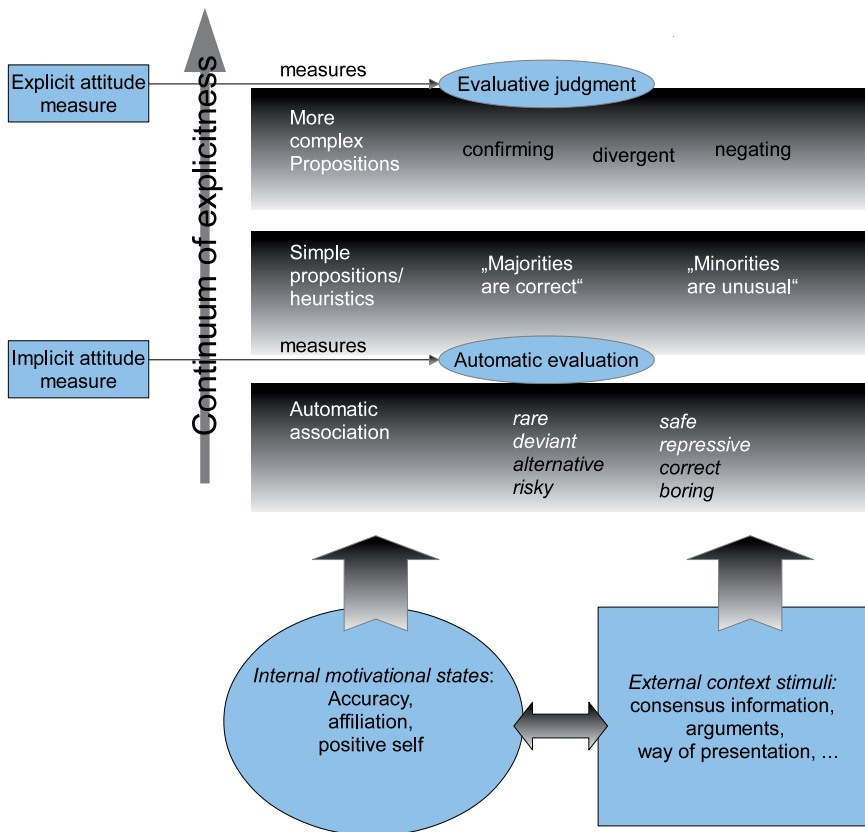 Continuum of explicitness
Explicit attitude
measure
measures
Evaluative judgment
More
complex
Propositions
confirming
divergent
negating
Simple
propositions/
heuristics
„Majorities
are correct“
„Minorities
are unusual“
Implicit attitude
measure
measures
Automatic evaluation
Automatic
association
rare
deviant
alternative
risky
safe
repressive
correct
boring
Internal motivational states:
Accuracy,
affiliation,
positive self
External context stimuli:
consensus information,
arguments,
way of presentation, …